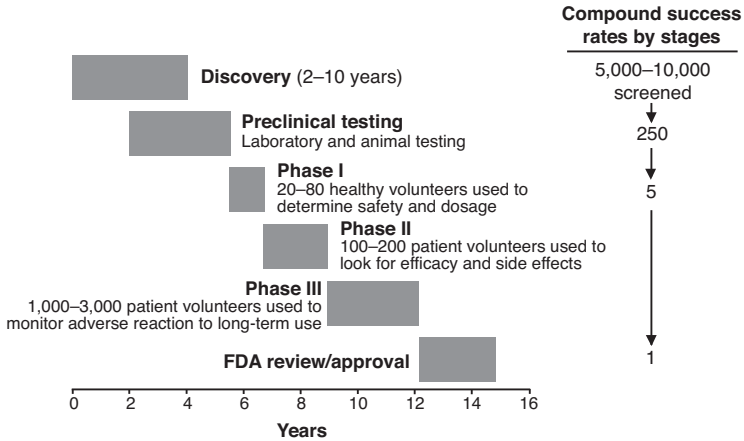 Compound success
rates by stages
5,000–10,000
screened
Discovery (2–10 years)
Preclinical testing
Laboratory and animal testing
250
Phase I
20–80 healthy volunteers used to
determine safety and dosage
5
Phase II
100–200 patient volunteers used to
look for efficacy and side effects
Phase III
1,000–3,000 patient volunteers used to
monitor adverse reaction to long-term use
FDA review/approval
1
0 2 4 6 8 10 12 14 16
Years